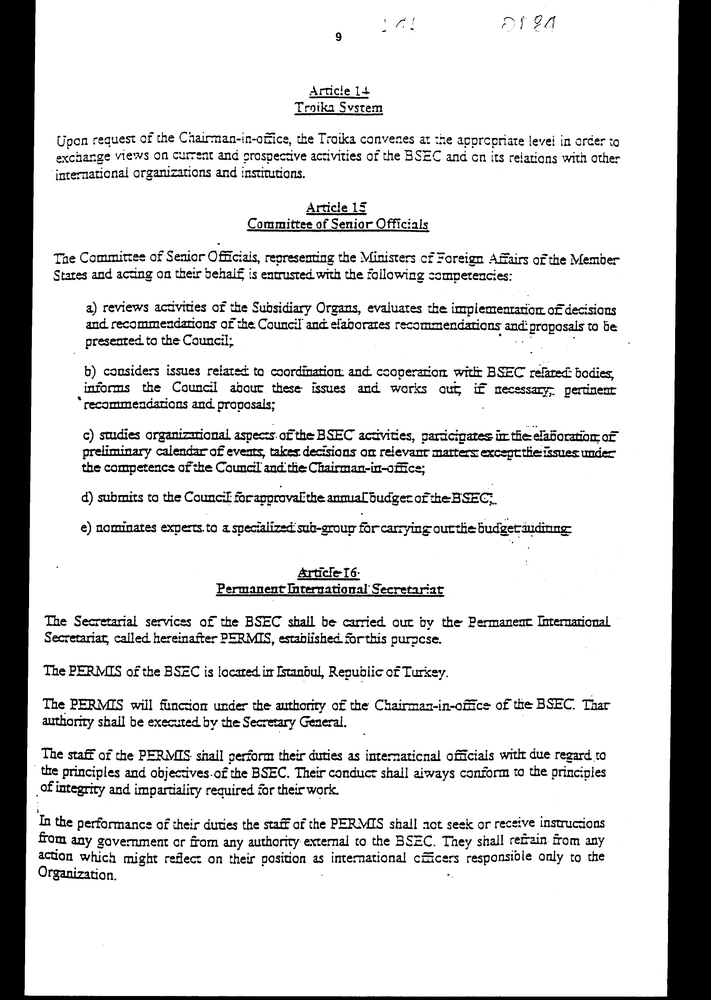 9
Article 14
Troika System
Upon request of the Chairman-in-office, the Troika convenes at the appropriate level in order to
exchange views on current and prospective activities of the BSEC and on its relations with other
international organizations and institutions.
Article 15
Committee of Senior Officials
The Committee of Senior Officials, representing the Ministers of Foreign Affairs of the Member
States and acting on their behalf, is entrusted with the following competencies:
a) reviews activities of the Subsidiary Organs, evaluates the implementation of decisions
and recommendations of the Council and elaborates recommendations and proposals to be
presented to the Council;
b) considers issues related to coordination and cooperation with BSEC related bodies,
informs the Council about these issues and works out, if necessary, pertinent
recommendations and proposals;
c) studies organizational aspects of the BSEC activities, participates in the elaboration of
preliminary calendar of events, takes decisions on relevant matters except the issues under
the competence of the Council and the Chairman-in-office;
d) submits to the Council for approval the annual budget of the BSEC;
e) nominates experts to a specialized sub-group for carrying out the budget auditing.
Article 16
Permanent International Secretariat
The Secretarial services of the BSEC shall be carried out by the Permanent International
Secretariat, called hereinafter PERMIS, established for this purpose.
The PERMIS of the BSEC is located in Istanbul, Republic of Turkey.
The PERMIS will function under the authority of the Chairman-in-office of the BSEC. That
authority shall be executed by the Secretary General.
The staff of the PERMIS shall perform their duties as international officials with due regard to
the principles and objectives of the BSEC. Their conduct shall always conform to the principles
of integrity and impartiality required for their work.
In the performance of their duties the staff of the PERMIS shall not seek or receive instructions
from any government or from any authority external to the BSEC. They shall refrain from any
action which might reflect on their position as international officers responsible only to the
Organization.